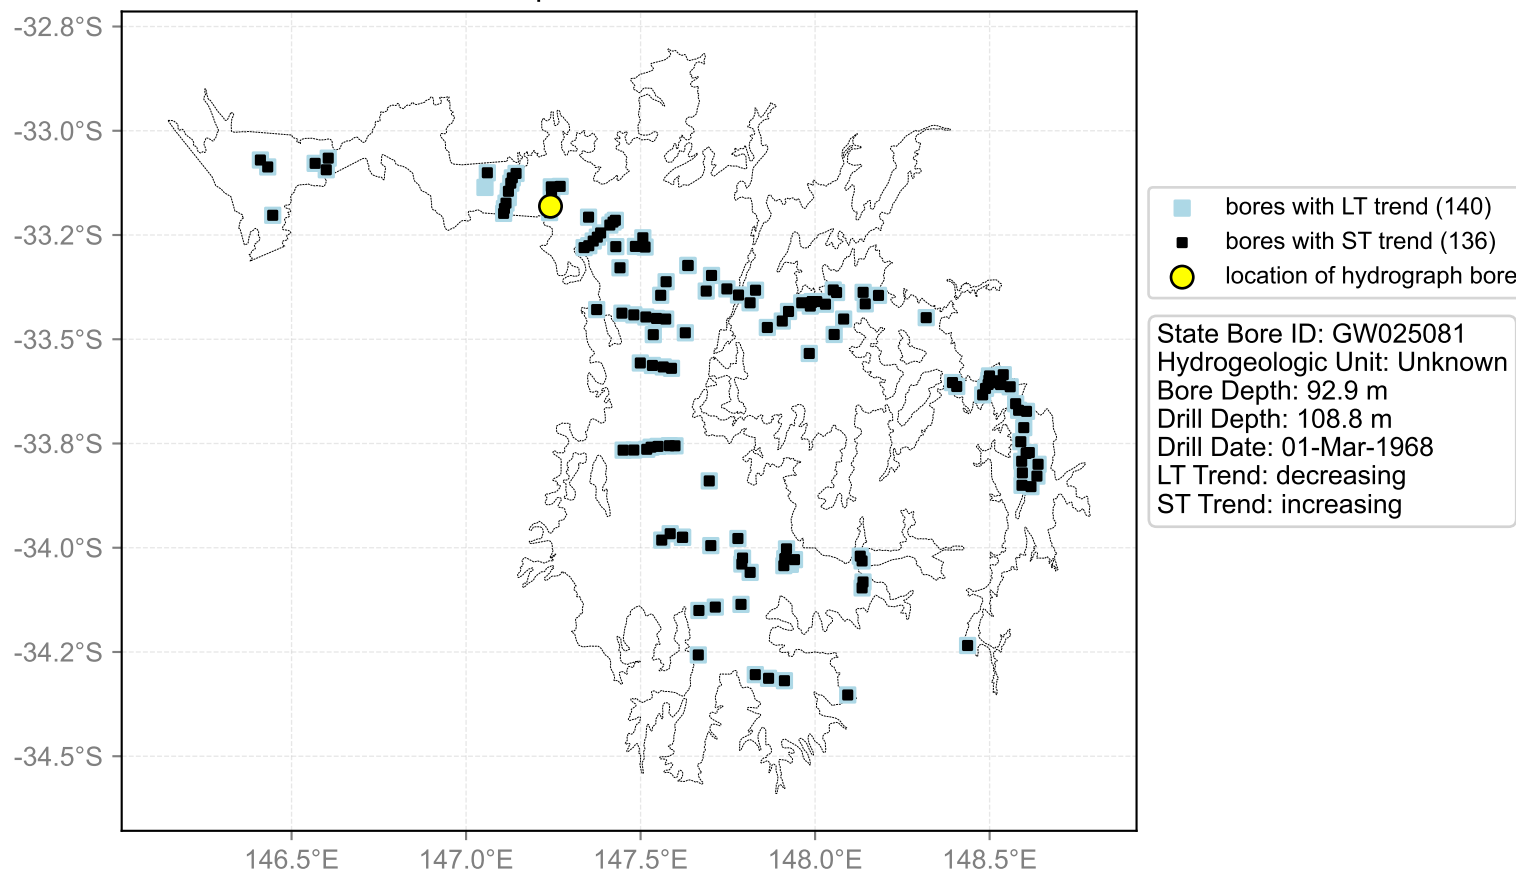 -32.8°S
-33.0°S
-33.2°S
-33.5°S
-33.8°S
-34.0°S
-34.2°S
-34.5°S
146.5°E
147.0°E
147.5°E
148.0°E
148.5°E
bores with LT trend (140)
bores with ST trend (136)
location of hydrograph bore
State Bore ID: GW025081
Hydrogeologic Unit: Unknown
Bore Depth: 92.9 m
Drill Depth: 108.8 m
Drill Date: 01-Mar-1968
LT Trend: decreasing
ST Trend: increasing